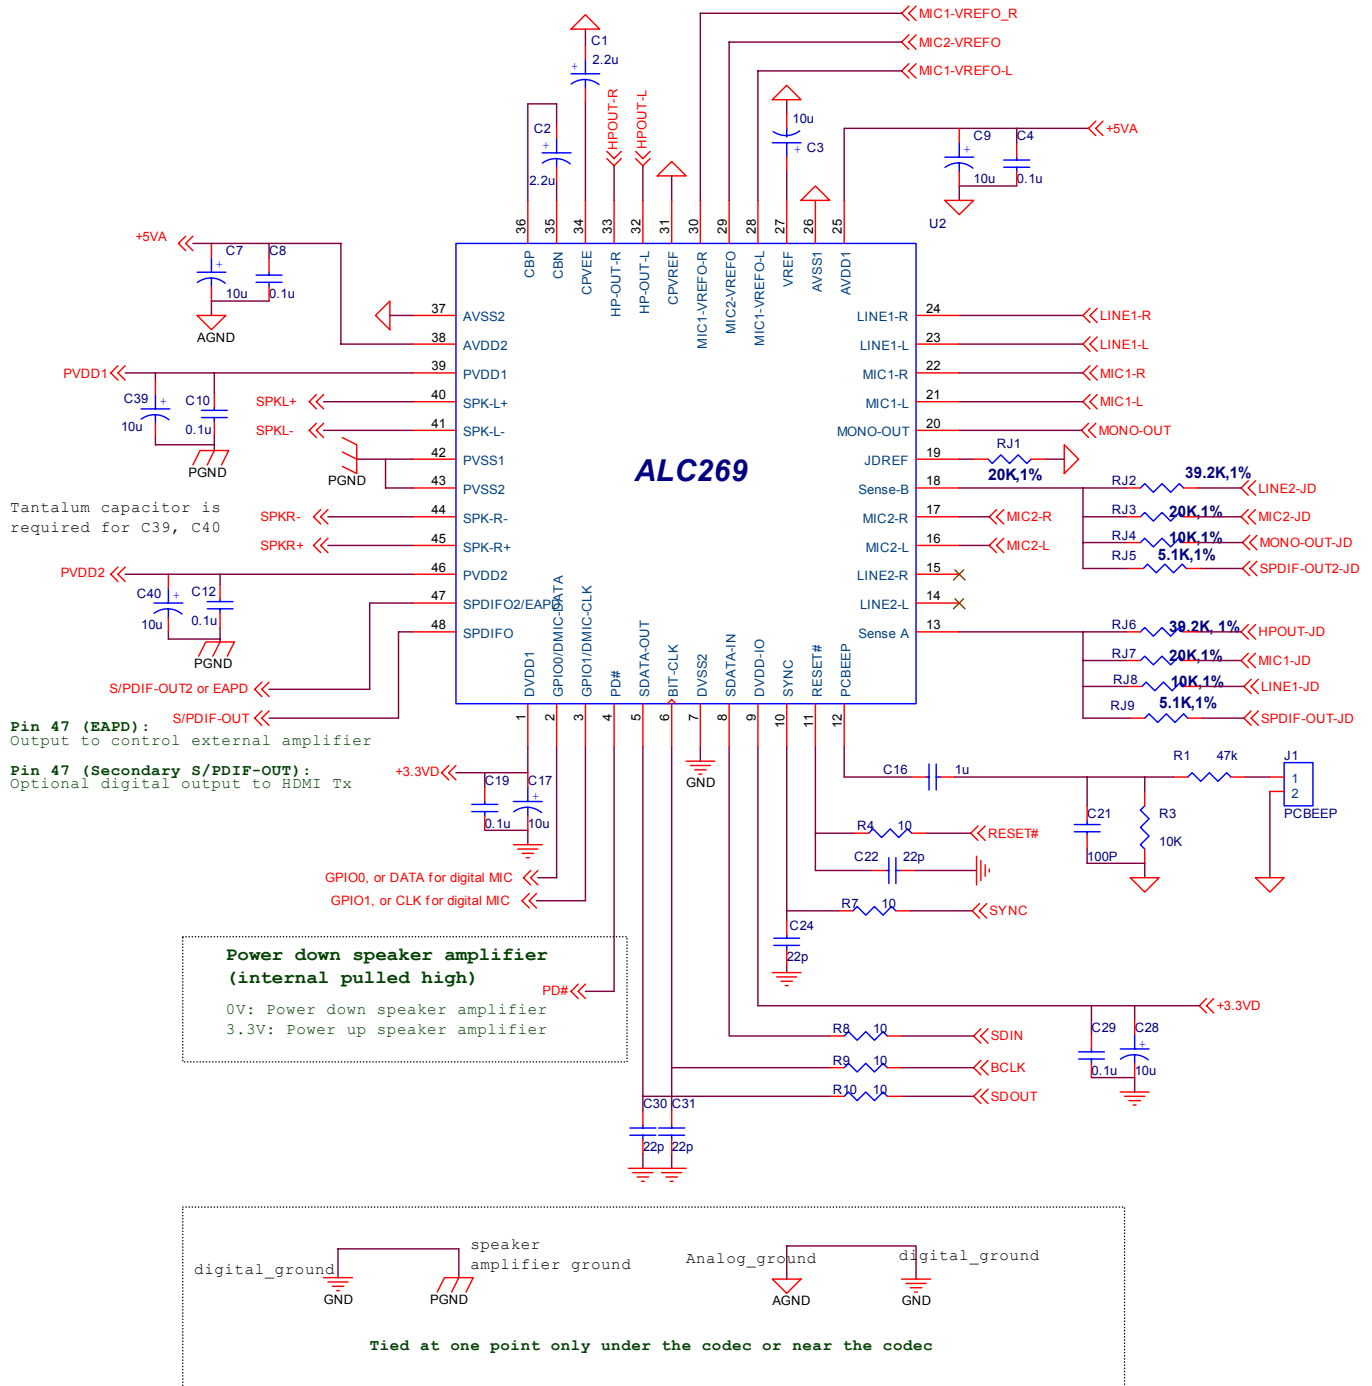 MIC1-VREFO_R
MIC2-VREFO
MIC1-VREFO-L
C1
2.2u
+
C2
+
2.2u
HPOUT-R
HPOUT-L
10u
+ C3
+5VA
C9
+
10u
C4
0.1u
U2
36
35
34
33
32
31
30
29
28
27
26
25
CBP
CBN
CPVEE
HP-OUT-R
HP-OUT-L
CPVREF
MIC1-VREFO-R
MIC2-VREFO
MIC1-VREFO-L
VREF
AVSS1
AVDD1
+5VA
C7
+
10u
C8
0.1u
AGND
37 AVSS2
38 AVDD2
PVDD1 39 PVDD1
C39
+
10u
C10
0.1u
PGND
SPKL+ 40 SPK-L+
SPKL- 41 SPK-L-
42 PVSS1
PGND
43 PVSS2
SPKR- 44 SPK-R-
SPKR+ 45 SPK-R+
PVDD2 46 PVDD2
C40
+
10u
C12
0.1u
PGND
47 SPDIFO2/EAPD
48 SPDIFO
S/PDIF-OUT2 or EAPD
S/PDIF-OUT
Tantalum capacitor is
required for C39, C40
Pin 47 (EAPD):
Output to control external amplifier
Pin 47 (Secondary S/PDIF-OUT):
Optional digital output to HDMI Tx
ALC269
LINE1-R 24 LINE1-R
LINE1-L 23 LINE1-L
MIC1-R 22 MIC1-R
MIC1-L 21 MIC1-L
MONO-OUT 20 MONO-OUT
JDREF 19 RJ1
20K,1%
Sense-B 18
RJ2 39.2K,1% LINE2-JD
RJ3 20K,1% MIC2-JD
RJ4 10K,1% MONO-OUT-JD
RJ5 5.1K,1% SPDIF-OUT2-JD
MIC2-R 17 MIC2-R
MIC2-L 16 MIC2-L
LINE2-R 15
LINE2-L 14
Sense A 13
RJ6 39.2K, 1% HPOUT-JD
RJ7 20K,1% MIC1-JD
RJ8 10K,1% LINE1-JD
RJ9 5.1K,1% SPDIF-OUT-JD
DVDD1
GPIO0/DMIC-DATA
GPIO1/DMIC-CLK
PD#
SDATA-OUT
BIT-CLK
DVSS2
SDATA-IN
DVDD-IO
SYNC
RESET#
PCBEEP
1
2
3
4
5
6
7
8
9
10
11
12
GND
+3.3VD
C19
0.1u
C17
+
10u
C16 1u
R1 47k
J1
1
2
PCBEEP
C21
100P
R3
10K
R4 10 RESET#
C22 22p
R7 10 SYNC
C24
22p
GPIO0, or DATA for digital MIC
GPIO1, or CLK for digital MIC
Power down speaker amplifier
(internal pulled high)
PD#
0V: Power down speaker amplifier
3.3V: Power up speaker amplifier
+3.3VD
C29
0.1u
C28
+
10u
R8 10 SDIN
R9 10 BCLK
R10 10 SDOUT
C30 C31
22p 22p
digital_ground
GND
speaker
amplifier ground
PGND
Analog_ground
AGND
digital_ground
GND
Tied at one point only under the codec or near the codec